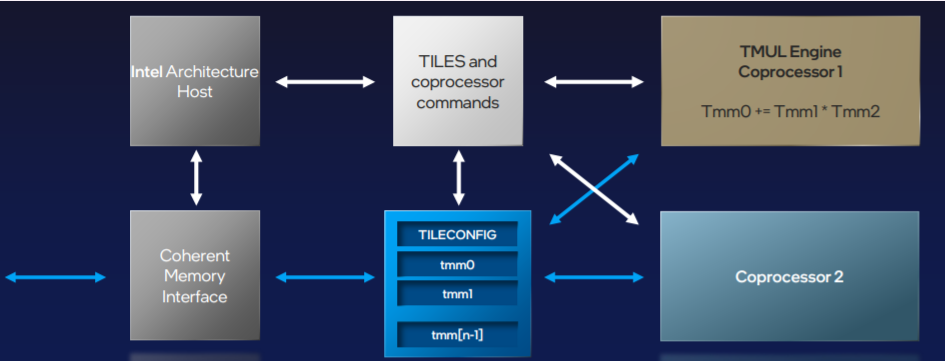 Intel Architecture
Host
TILES and
coprocessor
commands
TMUL Engine
Coprocessor 1
Tmm0 += Tmm1 * Tmm2
Coherent
Memory
Interface
TILECONFIG
tmm0
tmm1
tmm[n-1]
Coprocessor 2